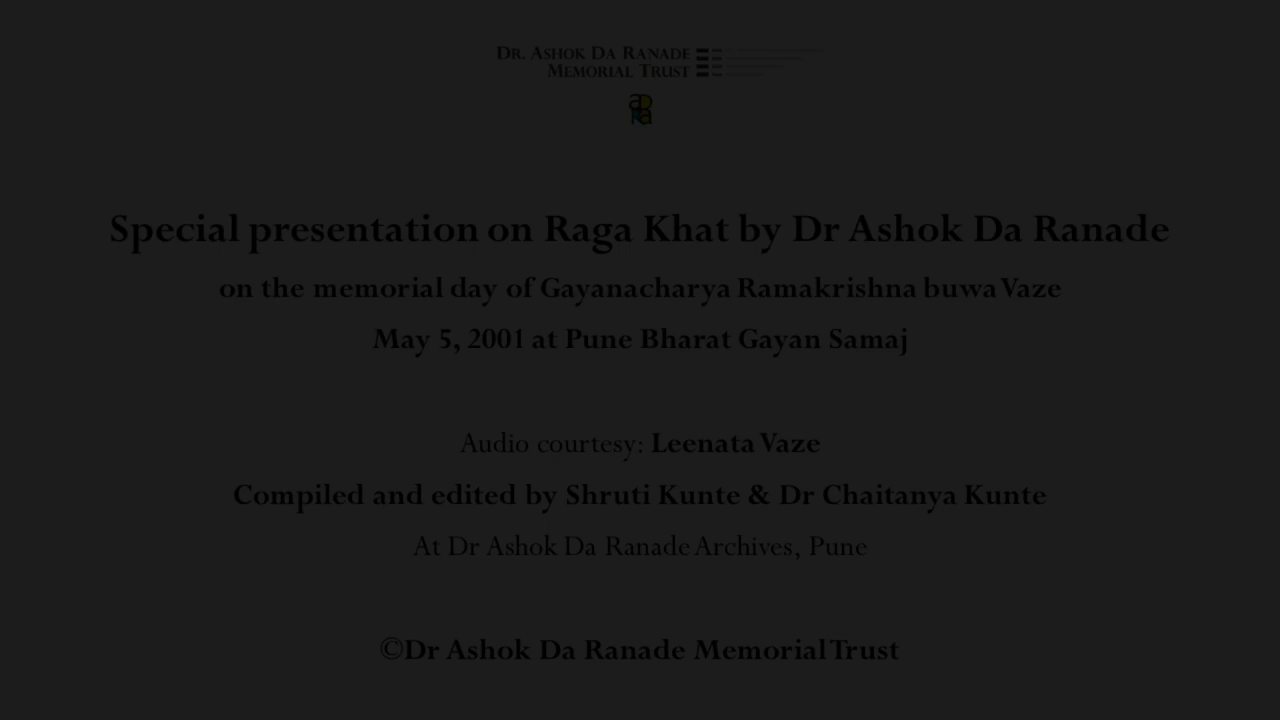 Dr. Ashok Da Ranade
Memorial Trust
Special presentation on Raga Khat by Dr Ashok Da Ranade
on the memorial day of Gayanacharya Ramakrishna buwa Vaze
May 5, 2001 at Pune Bharat Gayan Samaj
Audio courtesy: Leenata Vaze
Compiled and edited by Shruti Kunte & Dr Chaitanya Kunte
At Dr Ashok Da Ranade Archives, Pune
©Dr Ashok Da Ranade Memorial Trust